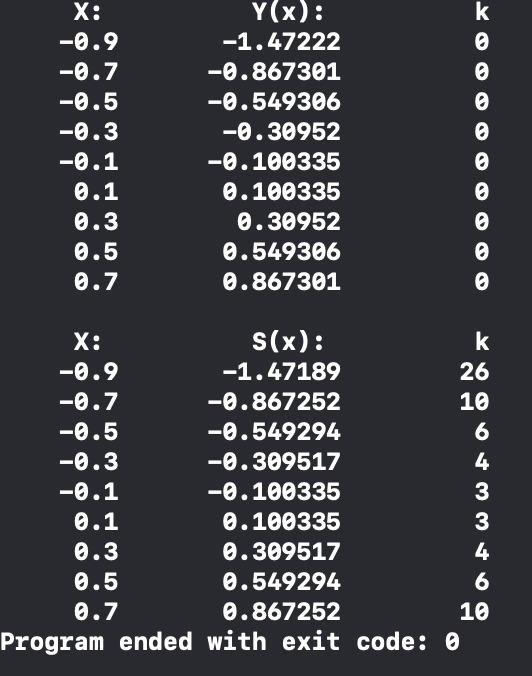 X: Y(x): k
-0.9 -1.47222 0
-0.7 -0.867301 0
-0.5 -0.549306 0
-0.3 -0.30952 0
-0.1 -0.100335 0
0.1 0.100335 0
0.3 0.30952 0
0.5 0.549306 0
0.7 0.867301 0
X: S(x): k
-0.9 -1.47189 26
-0.7 -0.867252 10
-0.5 -0.549294 6
-0.3 -0.309517 4
-0.1 -0.100335 3
0.1 0.100335 3
0.3 0.309517 4
0.5 0.549294 6
0.7 0.867252 10
Program ended with exit code: 0